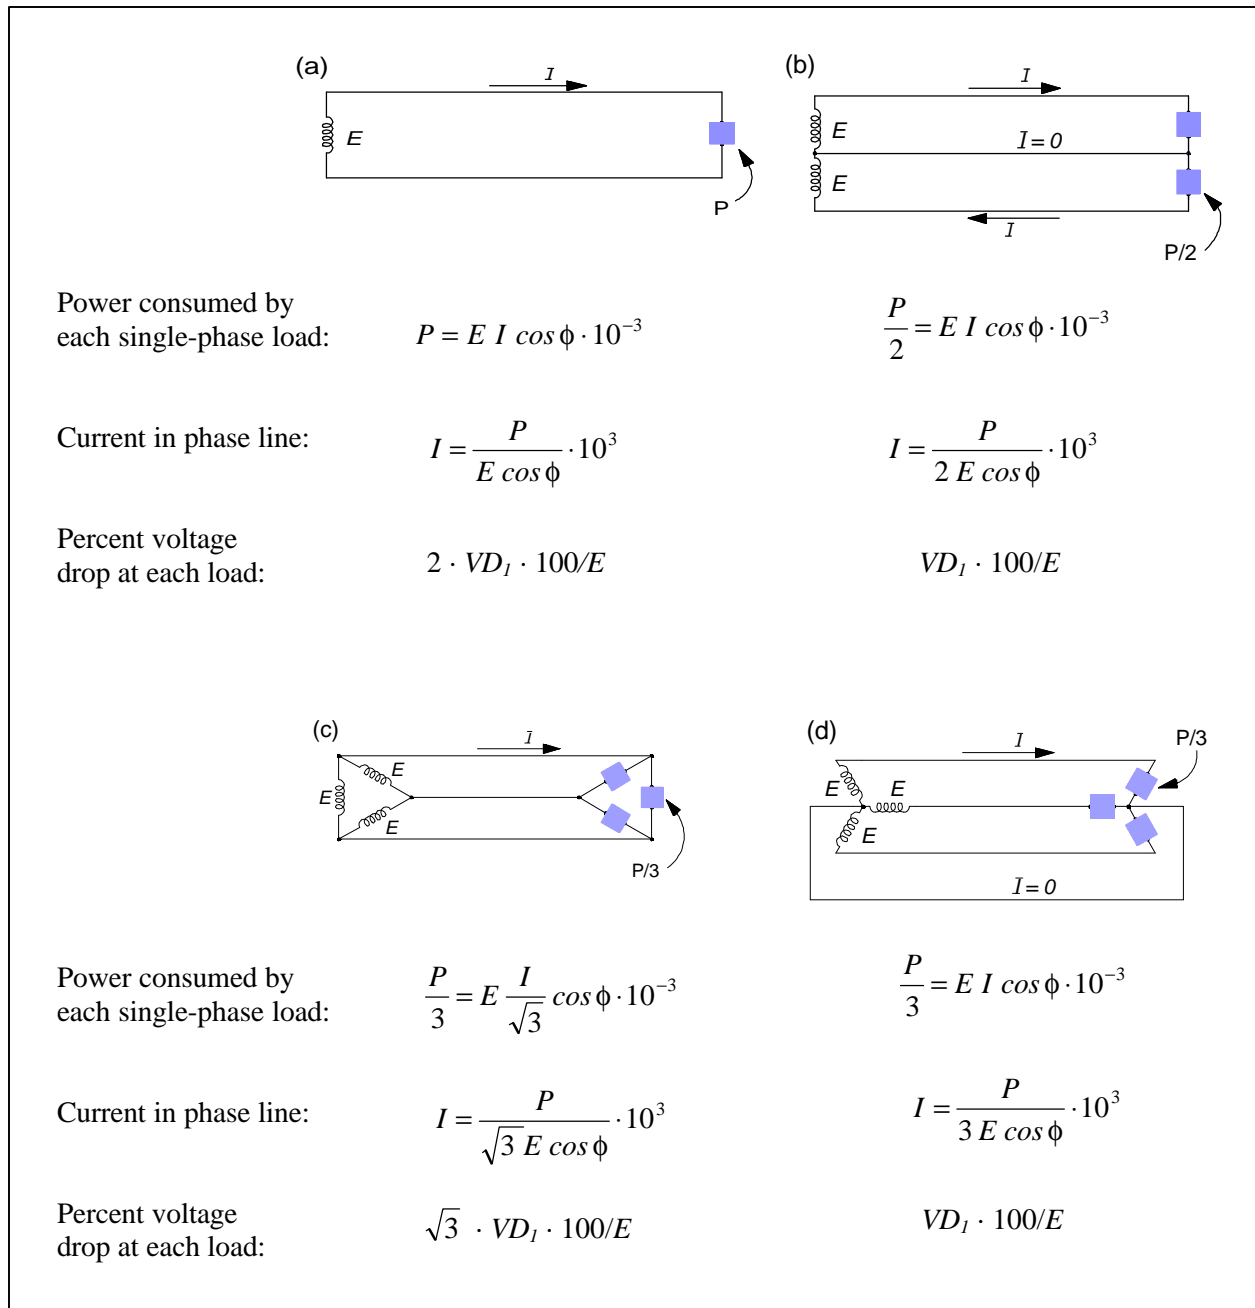 (a)
I
E
P
(b)
I
E
I = 0
E
I
P/2
Power consumed by
each single-phase load:
P = E I cos ϕ · 10⁻³
P/2 = E I cos ϕ · 10⁻³
Current in phase line:
I = P/(E cos ϕ) · 10³
I = P/(2 E cos ϕ) · 10³
Percent voltage
drop at each load:
2 · VD₁ · 100/E
VD₁ · 100/E
(c)
I
E
E
E
P/3
(d)
I
P/3
E
E
E
I = 0
Power consumed by
each single-phase load:
P/3 = E I/√3 cos ϕ · 10⁻³
P/3 = E I cos ϕ · 10⁻³
Current in phase line:
I = P/(√3 E cos ϕ) · 10³
I = P/(3 E cos ϕ) · 10³
Percent voltage
drop at each load:
√3 · VD₁ · 100/E
VD₁ · 100/E